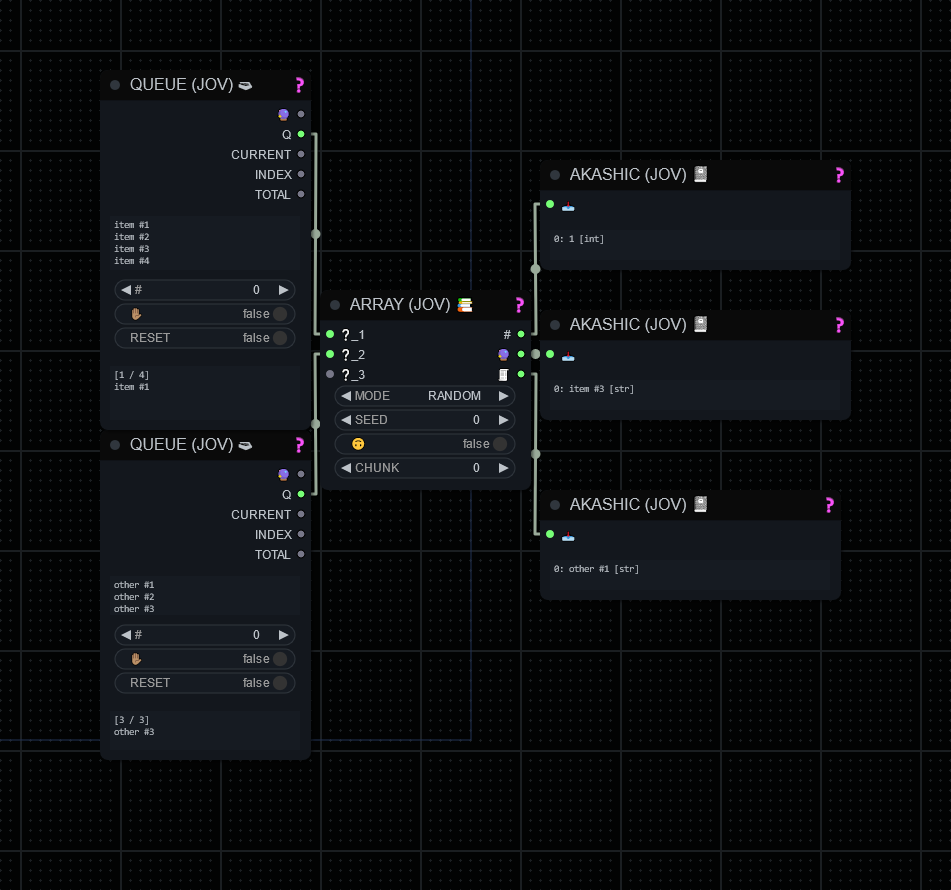 QUEUE (JOV) ?
Q
CURRENT
INDEX
TOTAL
item #1
item #2
item #3
item #4
# 0
false
RESET false
[1 / 4]
item #1
QUEUE (JOV) ?
Q
CURRENT
INDEX
TOTAL
other #1
other #2
other #3
# 0
false
RESET false
[3 / 3]
other #3
ARRAY (JOV) ?
?_1 #
?_2
?_3
MODE RANDOM
SEED 0
false
CHUNK 0
AKASHIC (JOV) ?
0: 1 [int]
AKASHIC (JOV) ?
0: item #3 [str]
AKASHIC (JOV) ?
0: other #1 [str]